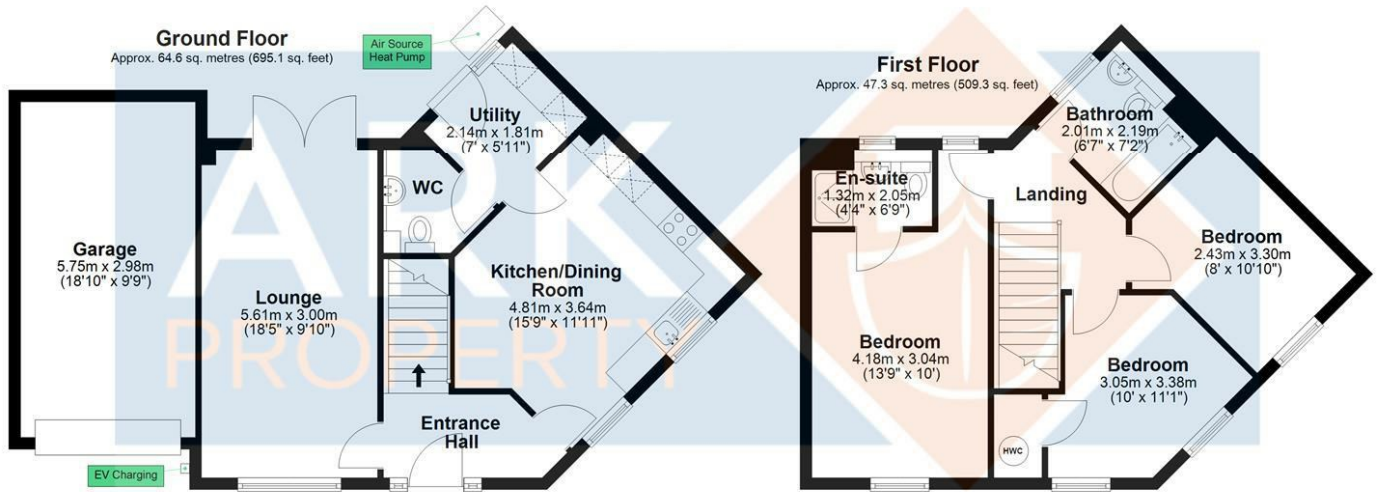 Ground Floor
Approx. 64.6 sq. metres (695.1 sq. feet)
Air Source
Heat Pump
Utility
2.14m x 1.81m
(7' x 5'11")
WC
Garage
5.75m x 2.98m
(18'10" x 9'9")
Lounge
5.61m x 3.00m
(18'5" x 9'10")
Kitchen/Dining
Room
4.81m x 3.64m
(15'9" x 11'11")
Entrance
Hall
EV Charging
First Floor
Approx. 47.3 sq. metres (509.3 sq. feet)
Bathroom
2.01m x 2.19m
(6'7" x 7'2")
En-suite
1.32m x 2.05m
(4'4" x 6'9")
Landing
Bedroom
2.43m x 3.30m
(8' x 10'10")
Bedroom
4.18m x 3.04m
(13'9" x 10')
Bedroom
3.05m x 3.38m
(10' x 11'1")
HWC
ARK
PROPERTY